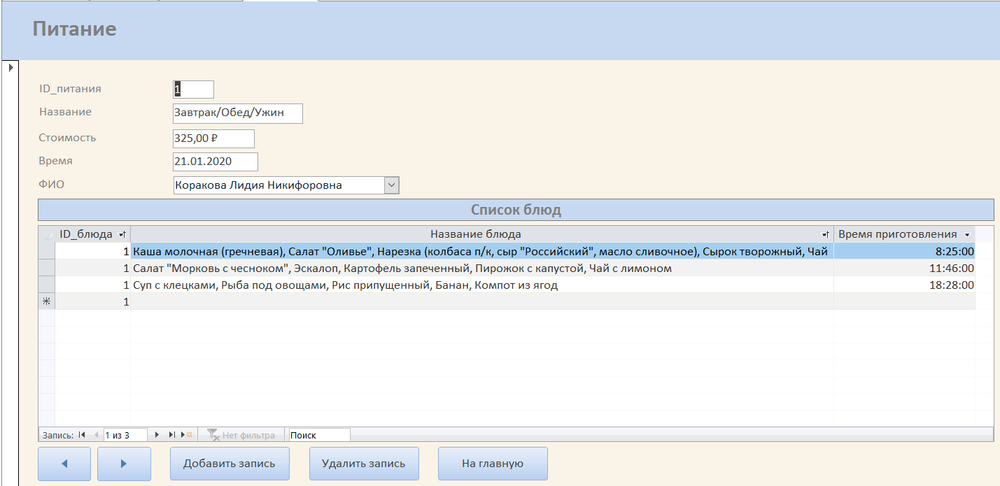 Питание
ID_питания 1
Название Завтрак/Обед/Ужин
Стоимость 325,00 ₽
Время 21.01.2020
ФИО Коракова Лидия Никифоровна
Список блюд
ID_блюда Название блюда Время приготовления
1 Каша молочная (гречневая), Салат "Оливье", Нарезка (колбаса п/к, сыр "Российский", масло сливочное), Сырок творожный, Чай 8:25:00
1 Салат "Морковь с чесноком", Эскалоп, Картофель запеченный, Пирожок с капустой, Чай с лимоном 11:46:00
1 Суп с клецками, Рыба под овощами, Рис припущенный, Банан, Компот из ягод 18:28:00
1
Запись: 1 из 3 Нет фильтра Поиск
Добавить запись Удалить запись На главную